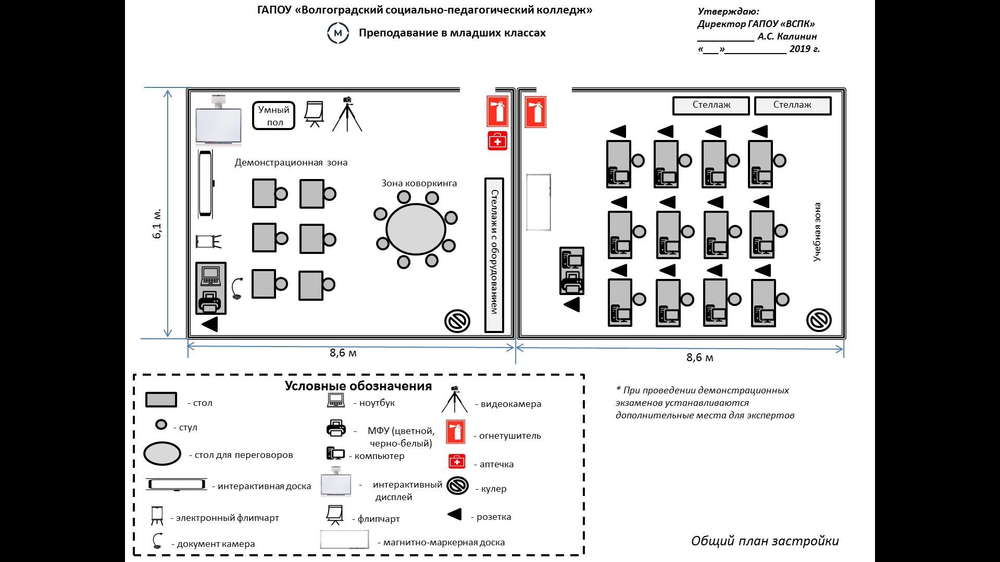 ГАПОУ «Волгоградский социально-педагогический колледж»
М
Преподавание в младших классах
Утверждаю:
Директор ГАПОУ «ВСПК»
___________ А.С. Калинин
«___»____________ 2019 г.
Умный
пол
Стеллаж
Стеллаж
Демонстрационная зона
Зона коворкинга
Стеллажи с оборудованием
Учебная зона
6,1 м.
8,6 м
8,6 м
Условные обозначения
- стол
- стул
- стол для переговоров
- интерактивная доска
- электронный флипчарт
- документ камера
- ноутбук
- МФУ (цветной,
черно-белый)
- компьютер
- интерактивный
дисплей
- флипчарт
- магнитно-маркерная доска
- видеокамера
- огнетушитель
- аптечка
- кулер
- розетка
* При проведении демонстрационных
экзаменов устанавливаются
дополнительные места для экспертов
Общий план застройки